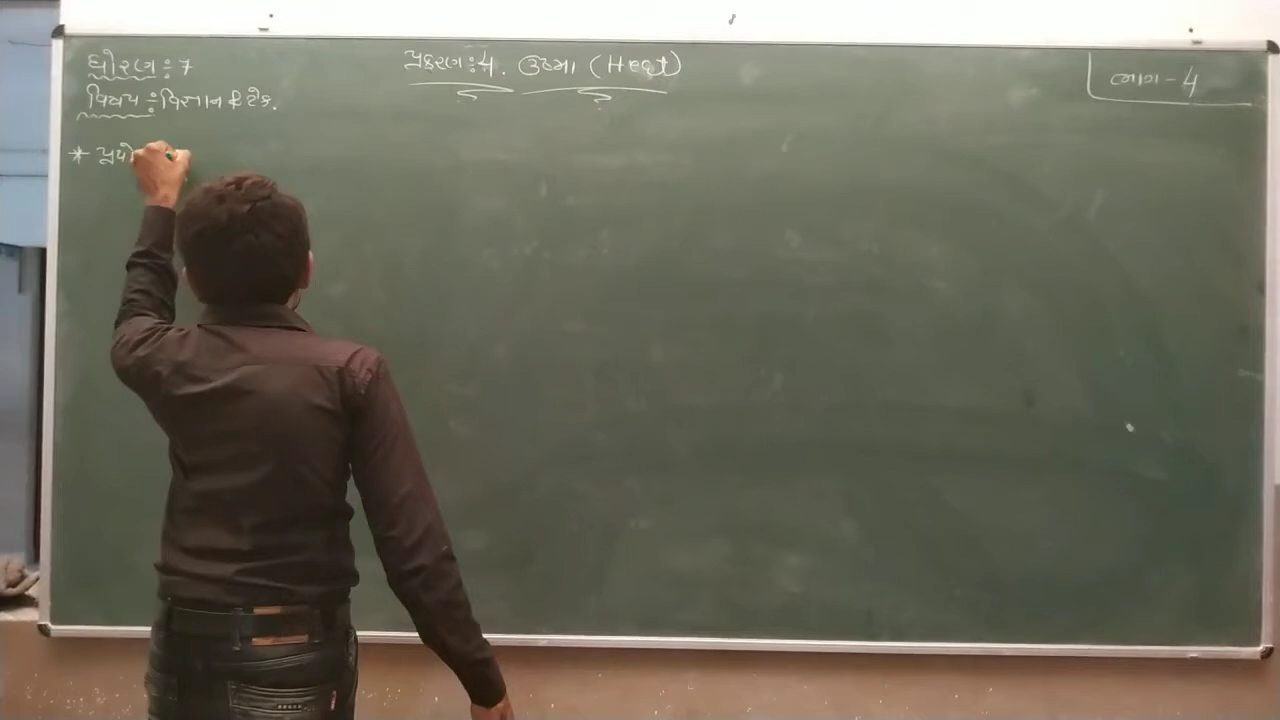 ધોરણ : 7
પ્રકરણ : 4. ઉષ્મા (Heat)
ભાગ - 4
વિષય : વિજ્ઞાન & ટેક.
* પ્રયો